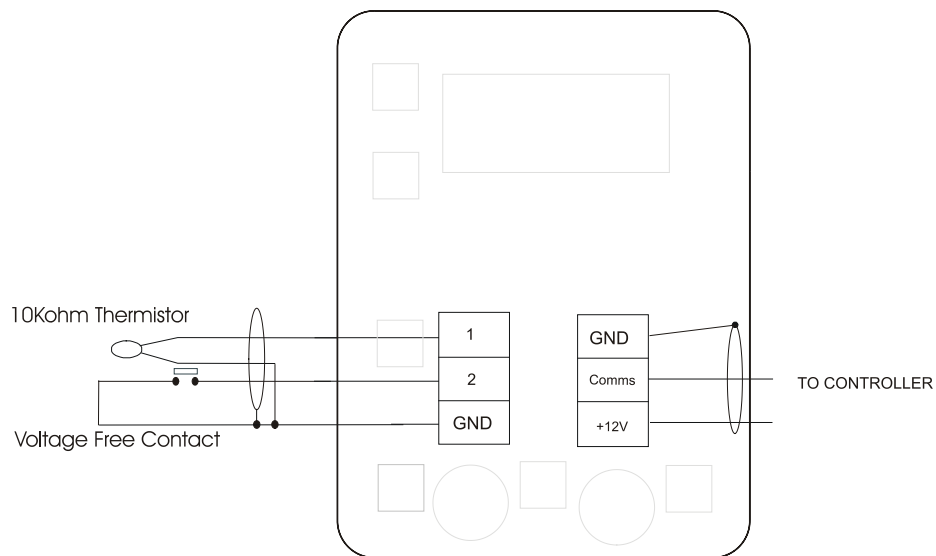 10Kohm Thermistor
Voltage Free Contact
1
2
GND
GND
Comms
+12V
TO CONTROLLER